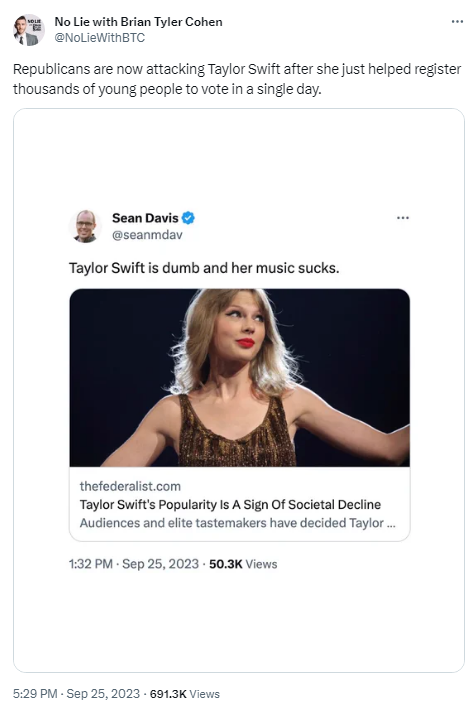 No Lie with Brian Tyler Cohen
@NoLieWithBTC
Republicans are now attacking Taylor Swift after she just helped register
thousands of young people to vote in a single day.
Sean Davis
@seanmdav
Taylor Swift is dumb and her music sucks.
thefederalist.com
Taylor Swift's Popularity Is A Sign Of Societal Decline
Audiences and elite tastemakers have decided Taylor ...
1:32 PM · Sep 25, 2023 · 50.3K Views
5:29 PM · Sep 25, 2023 · 691.3K Views